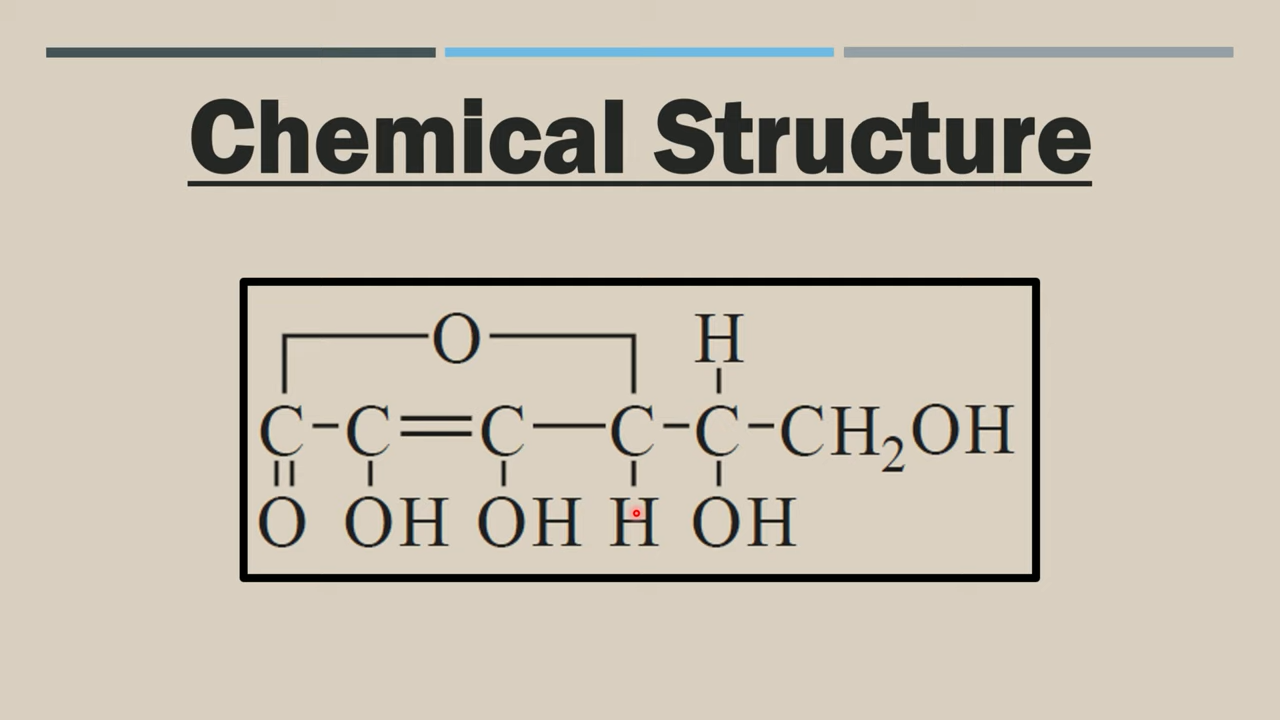 Chemical Structure
O H
C-C=C-C-C-CH₂OH
O OH OH H OH